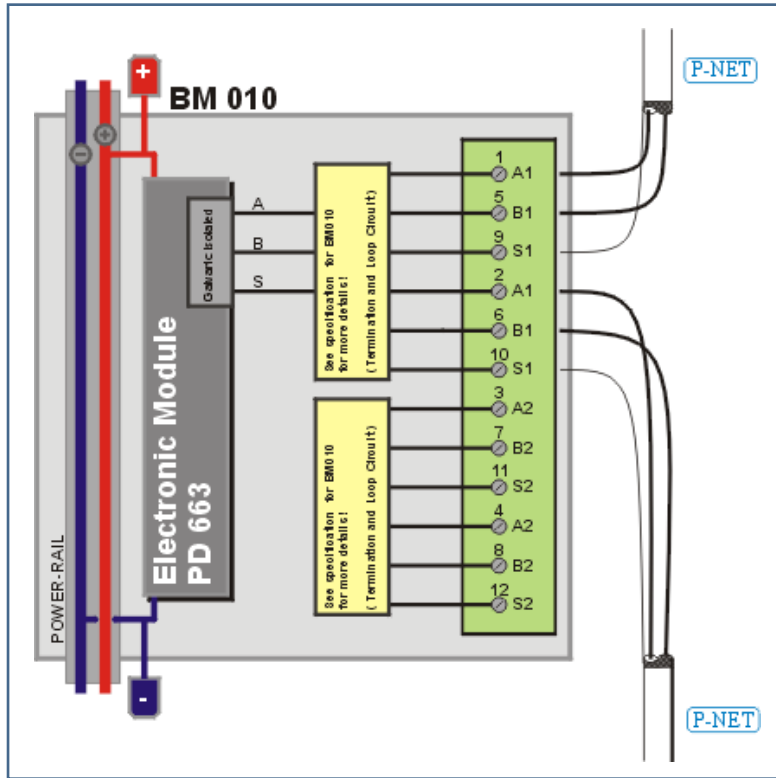 +
BM 010
P-NET
-
+
A
B
S
Galvanic Isolated
Electronic Module
PD 663
POWER-RAIL
See specification for BM010
for more details!
(Termination and Loop Circuit)
See specification for BM010
for more details!
(Termination and Loop Circuit)
1 A1
5 B1
9 S1
2 A1
6 B1
10 S1
3 A2
7 B2
11 S2
4 A2
8 B2
12 S2
-
P-NET